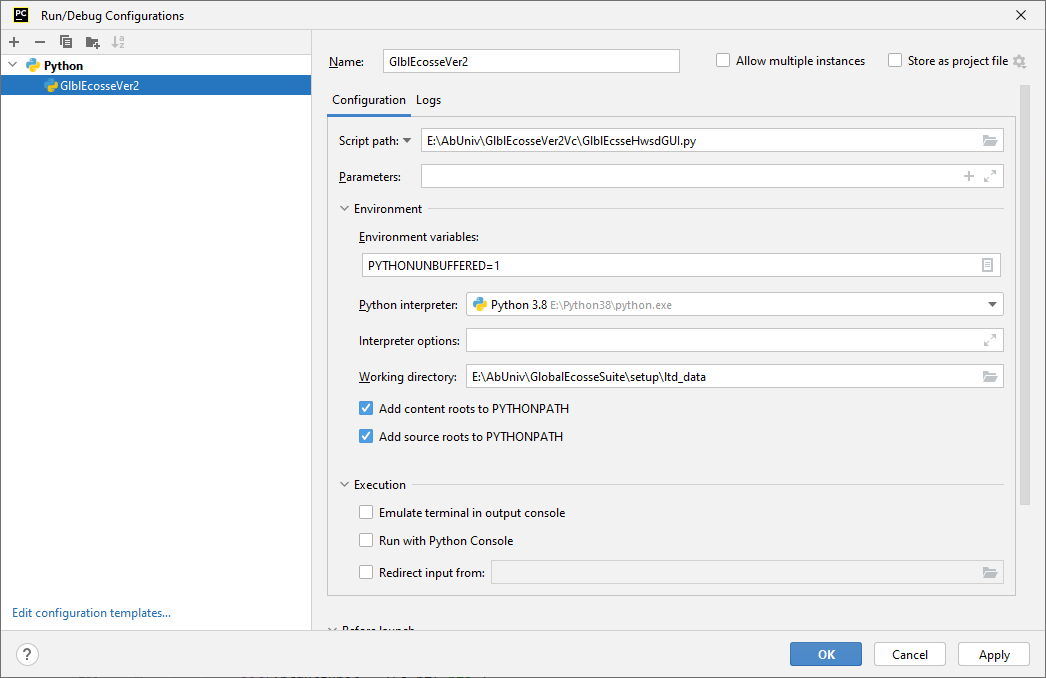 PC Run/Debug Configurations
Python
GlblEcosseVer2
Edit configuration templates...
Name: GlblEcosseVer2 Allow multiple instances Store as project file
Configuration Logs
Script path: E:\AbUniv\GlblEcosseVer2Vc\GlblEcsseHwsdGUI.py
Parameters:
Environment
Environment variables:
PYTHONUNBUFFERED=1
Python interpreter: Python 3.8 E:\Python38\python.exe
Interpreter options:
Working directory: E:\AbUniv\GlobalEcosseSuite\setup\ltd_data
Add content roots to PYTHONPATH
Add source roots to PYTHONPATH
Execution
Emulate terminal in output console
Run with Python Console
Redirect input from:
Before launch
? OK Cancel Apply